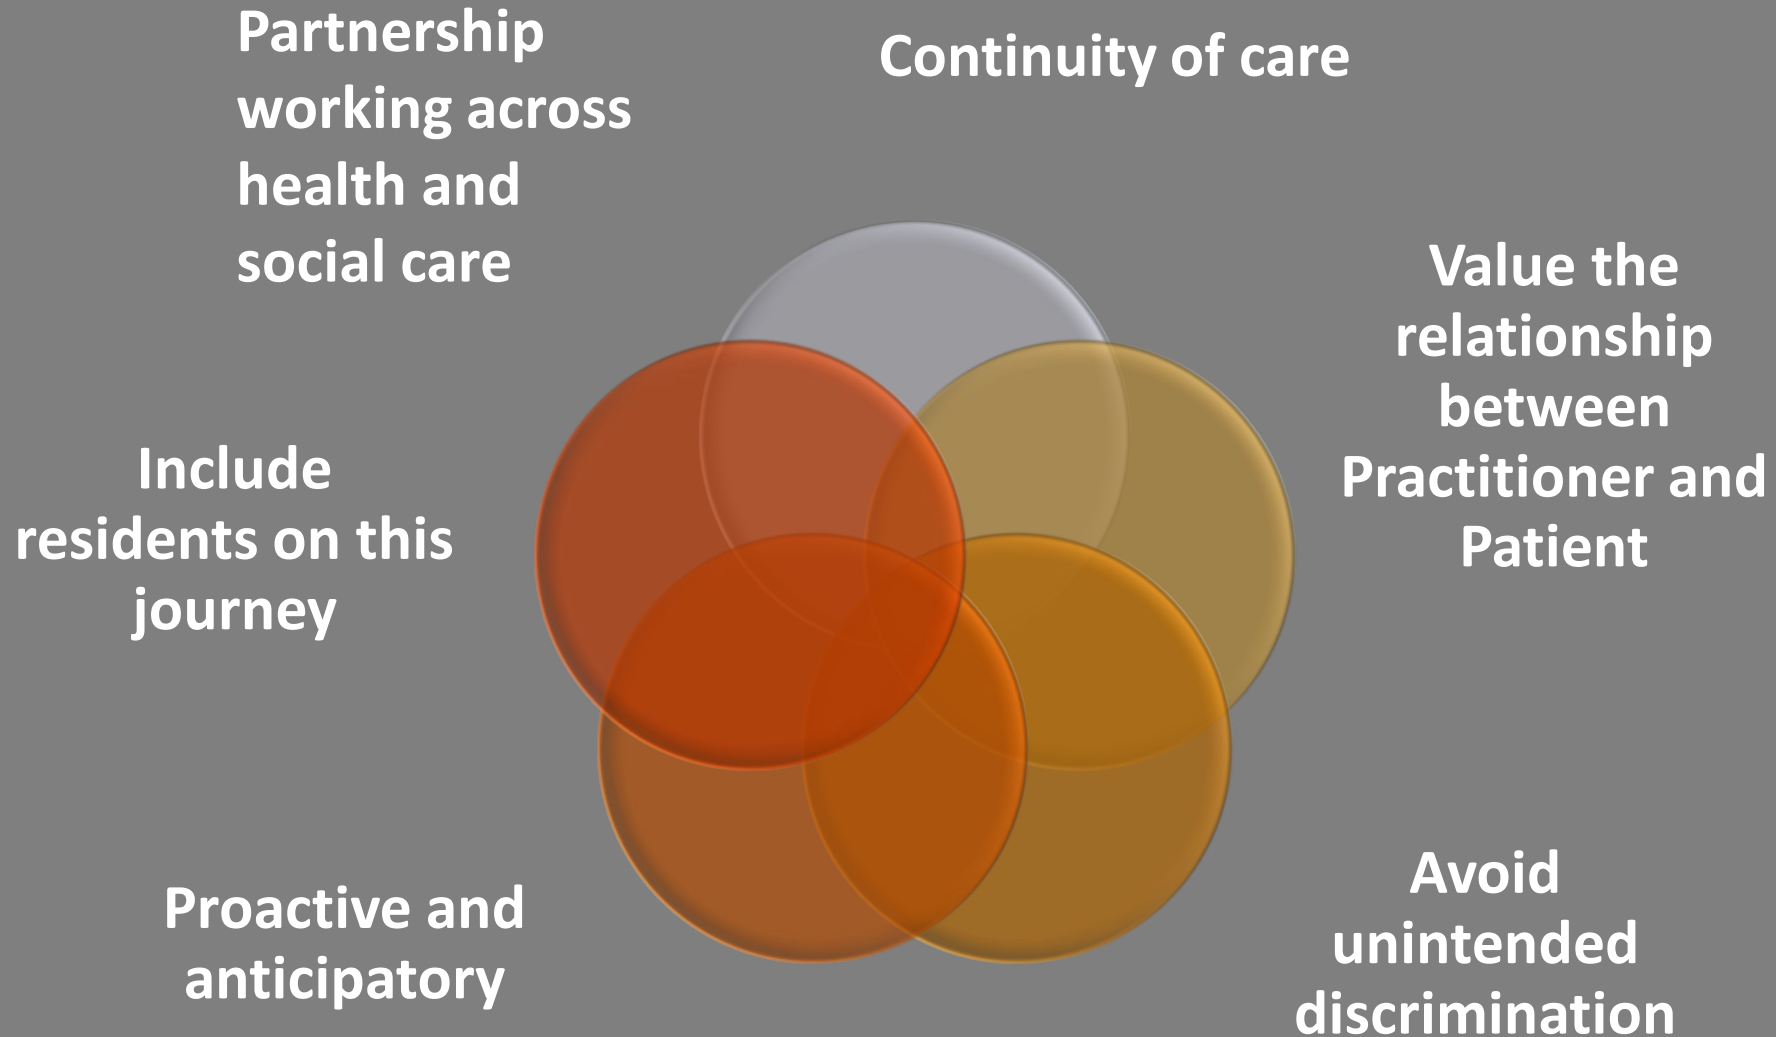 Partnership
working across
health and
social care
Continuity of care
Value the
relationship
between
Practitioner and
Patient
Include
residents on this
journey
Proactive and
anticipatory
Avoid
unintended
discrimination